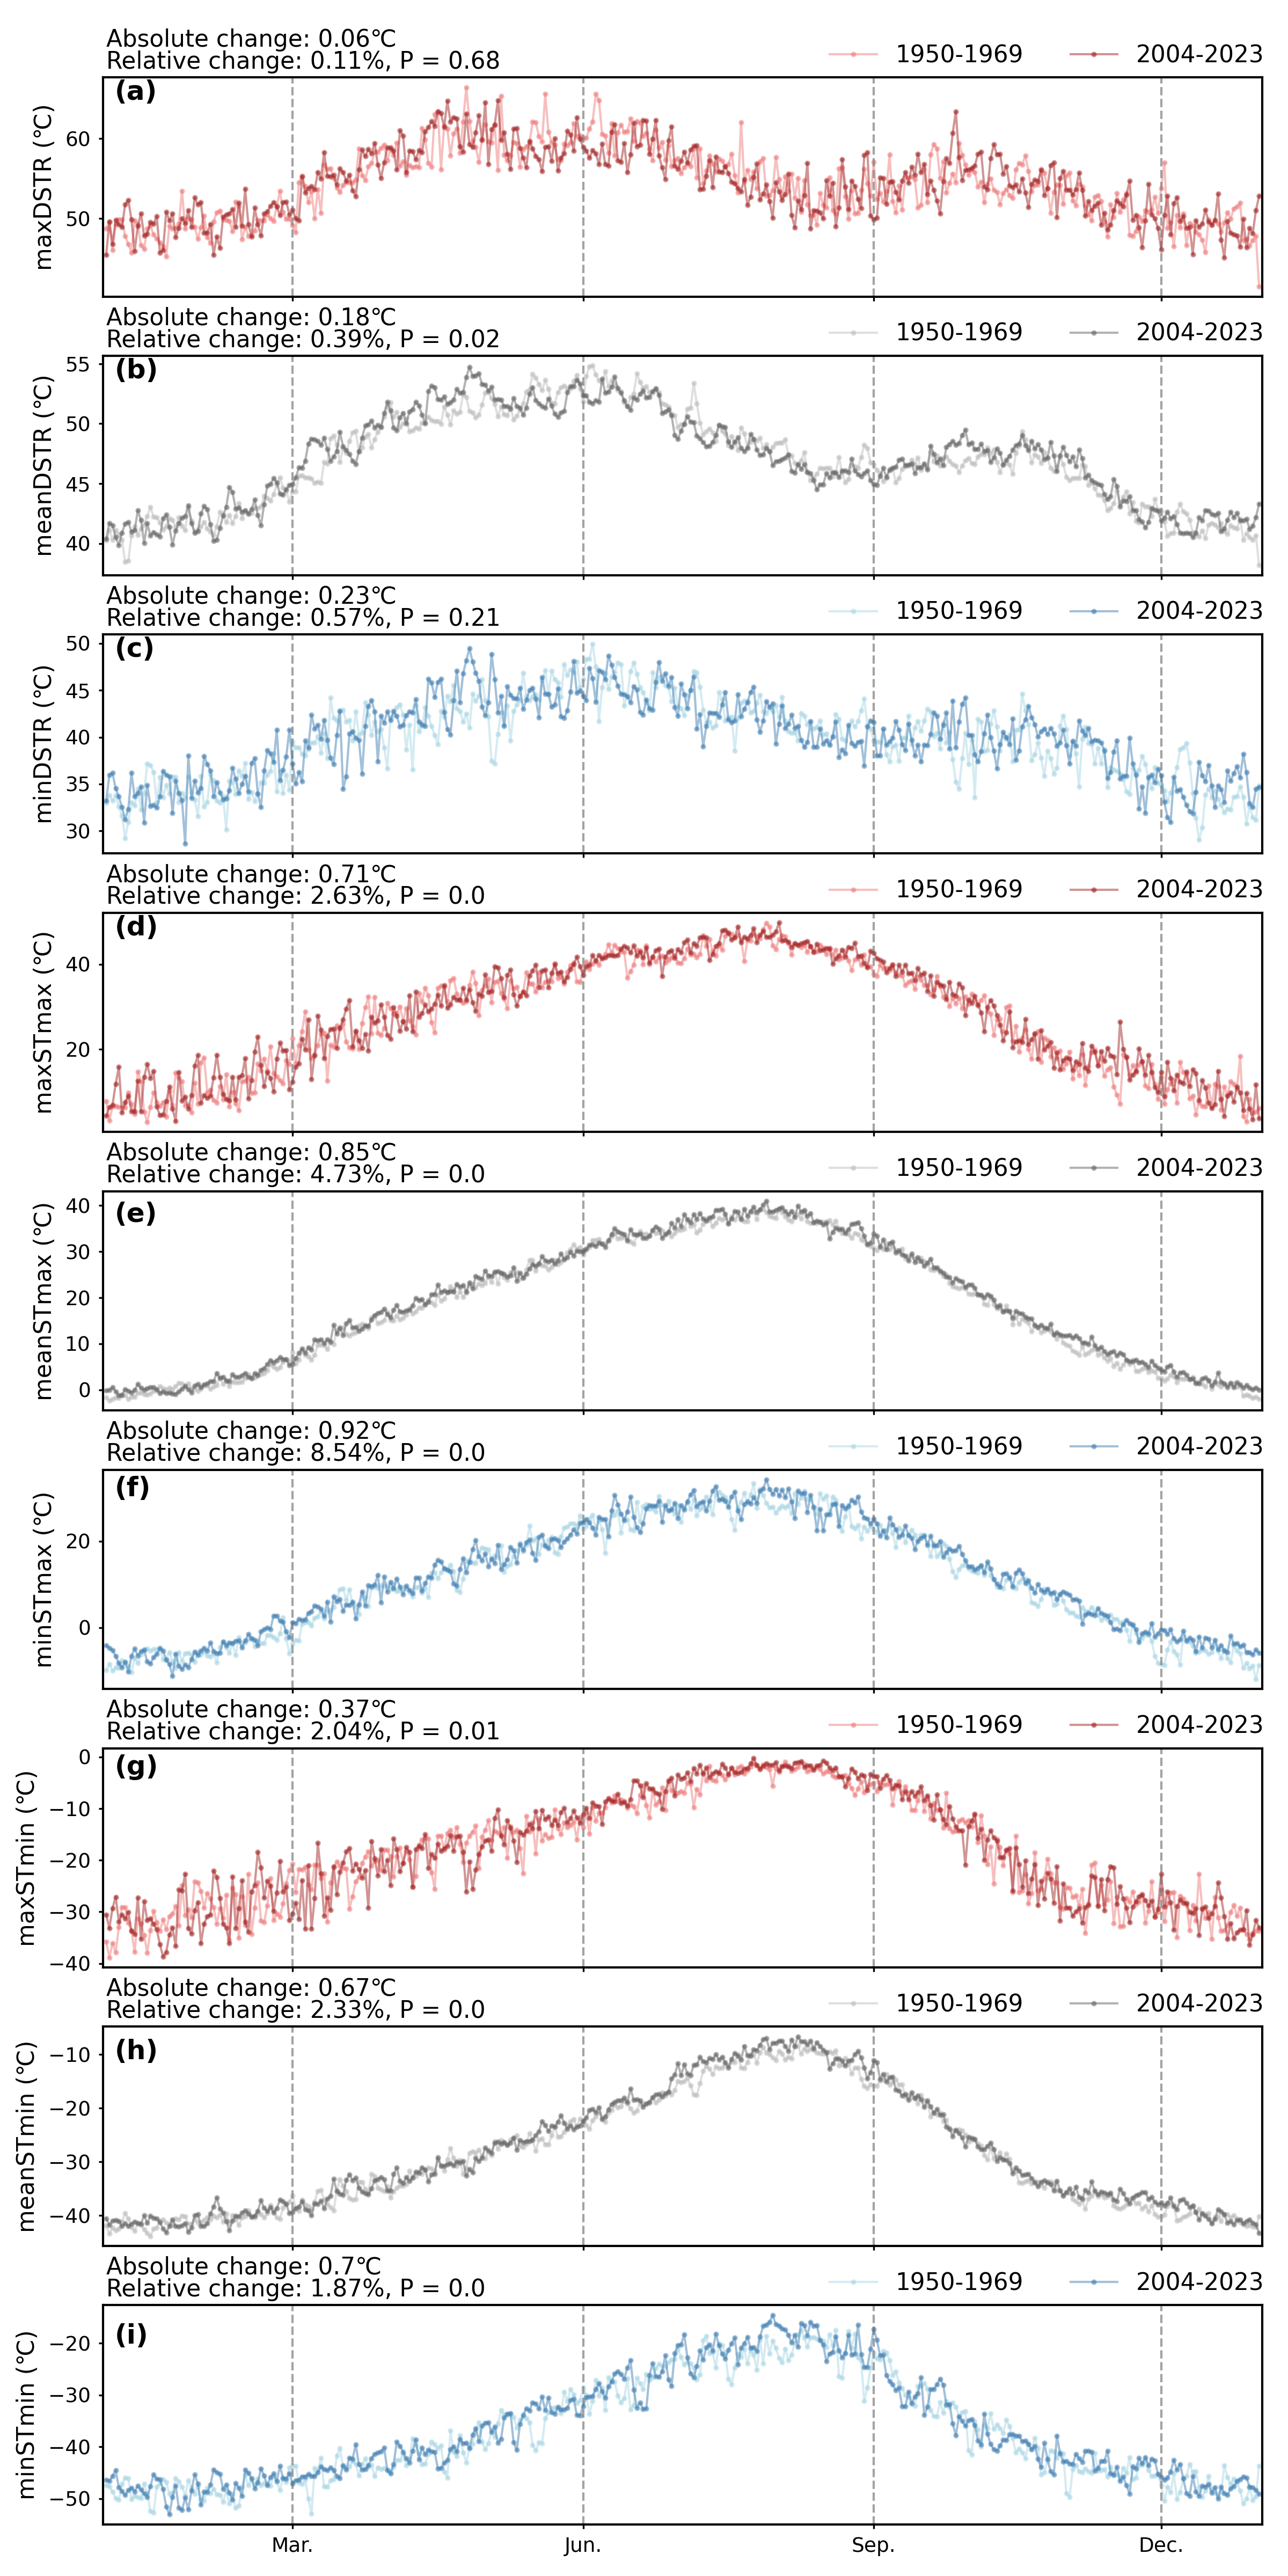 Absolute change: 0.06℃
Relative change: 0.11%, P = 0.68
1950-1969 2004-2023
(a)
maxDSTR (℃)
60
50
Absolute change: 0.18℃
Relative change: 0.39%, P = 0.02
1950-1969 2004-2023
(b)
meanDSTR (℃)
55
50
45
40
Absolute change: 0.23℃
Relative change: 0.57%, P = 0.21
1950-1969 2004-2023
(c)
minDSTR (℃)
50
45
40
35
30
Absolute change: 0.71℃
Relative change: 2.63%, P = 0.0
1950-1969 2004-2023
(d)
maxSTmax (℃)
40
20
Absolute change: 0.85℃
Relative change: 4.73%, P = 0.0
1950-1969 2004-2023
(e)
meanSTmax (℃)
40
30
20
10
0
Absolute change: 0.92℃
Relative change: 8.54%, P = 0.0
1950-1969 2004-2023
(f)
minSTmax (℃)
20
0
Absolute change: 0.37℃
Relative change: 2.04%, P = 0.01
1950-1969 2004-2023
(g)
maxSTmin (℃)
0
−10
−20
−30
−40
Absolute change: 0.67℃
Relative change: 2.33%, P = 0.0
1950-1969 2004-2023
(h)
meanSTmin (℃)
−10
−20
−30
−40
Absolute change: 0.7℃
Relative change: 1.87%, P = 0.0
1950-1969 2004-2023
(i)
minSTmin (℃)
−20
−30
−40
−50
Mar. Jun. Sep. Dec.